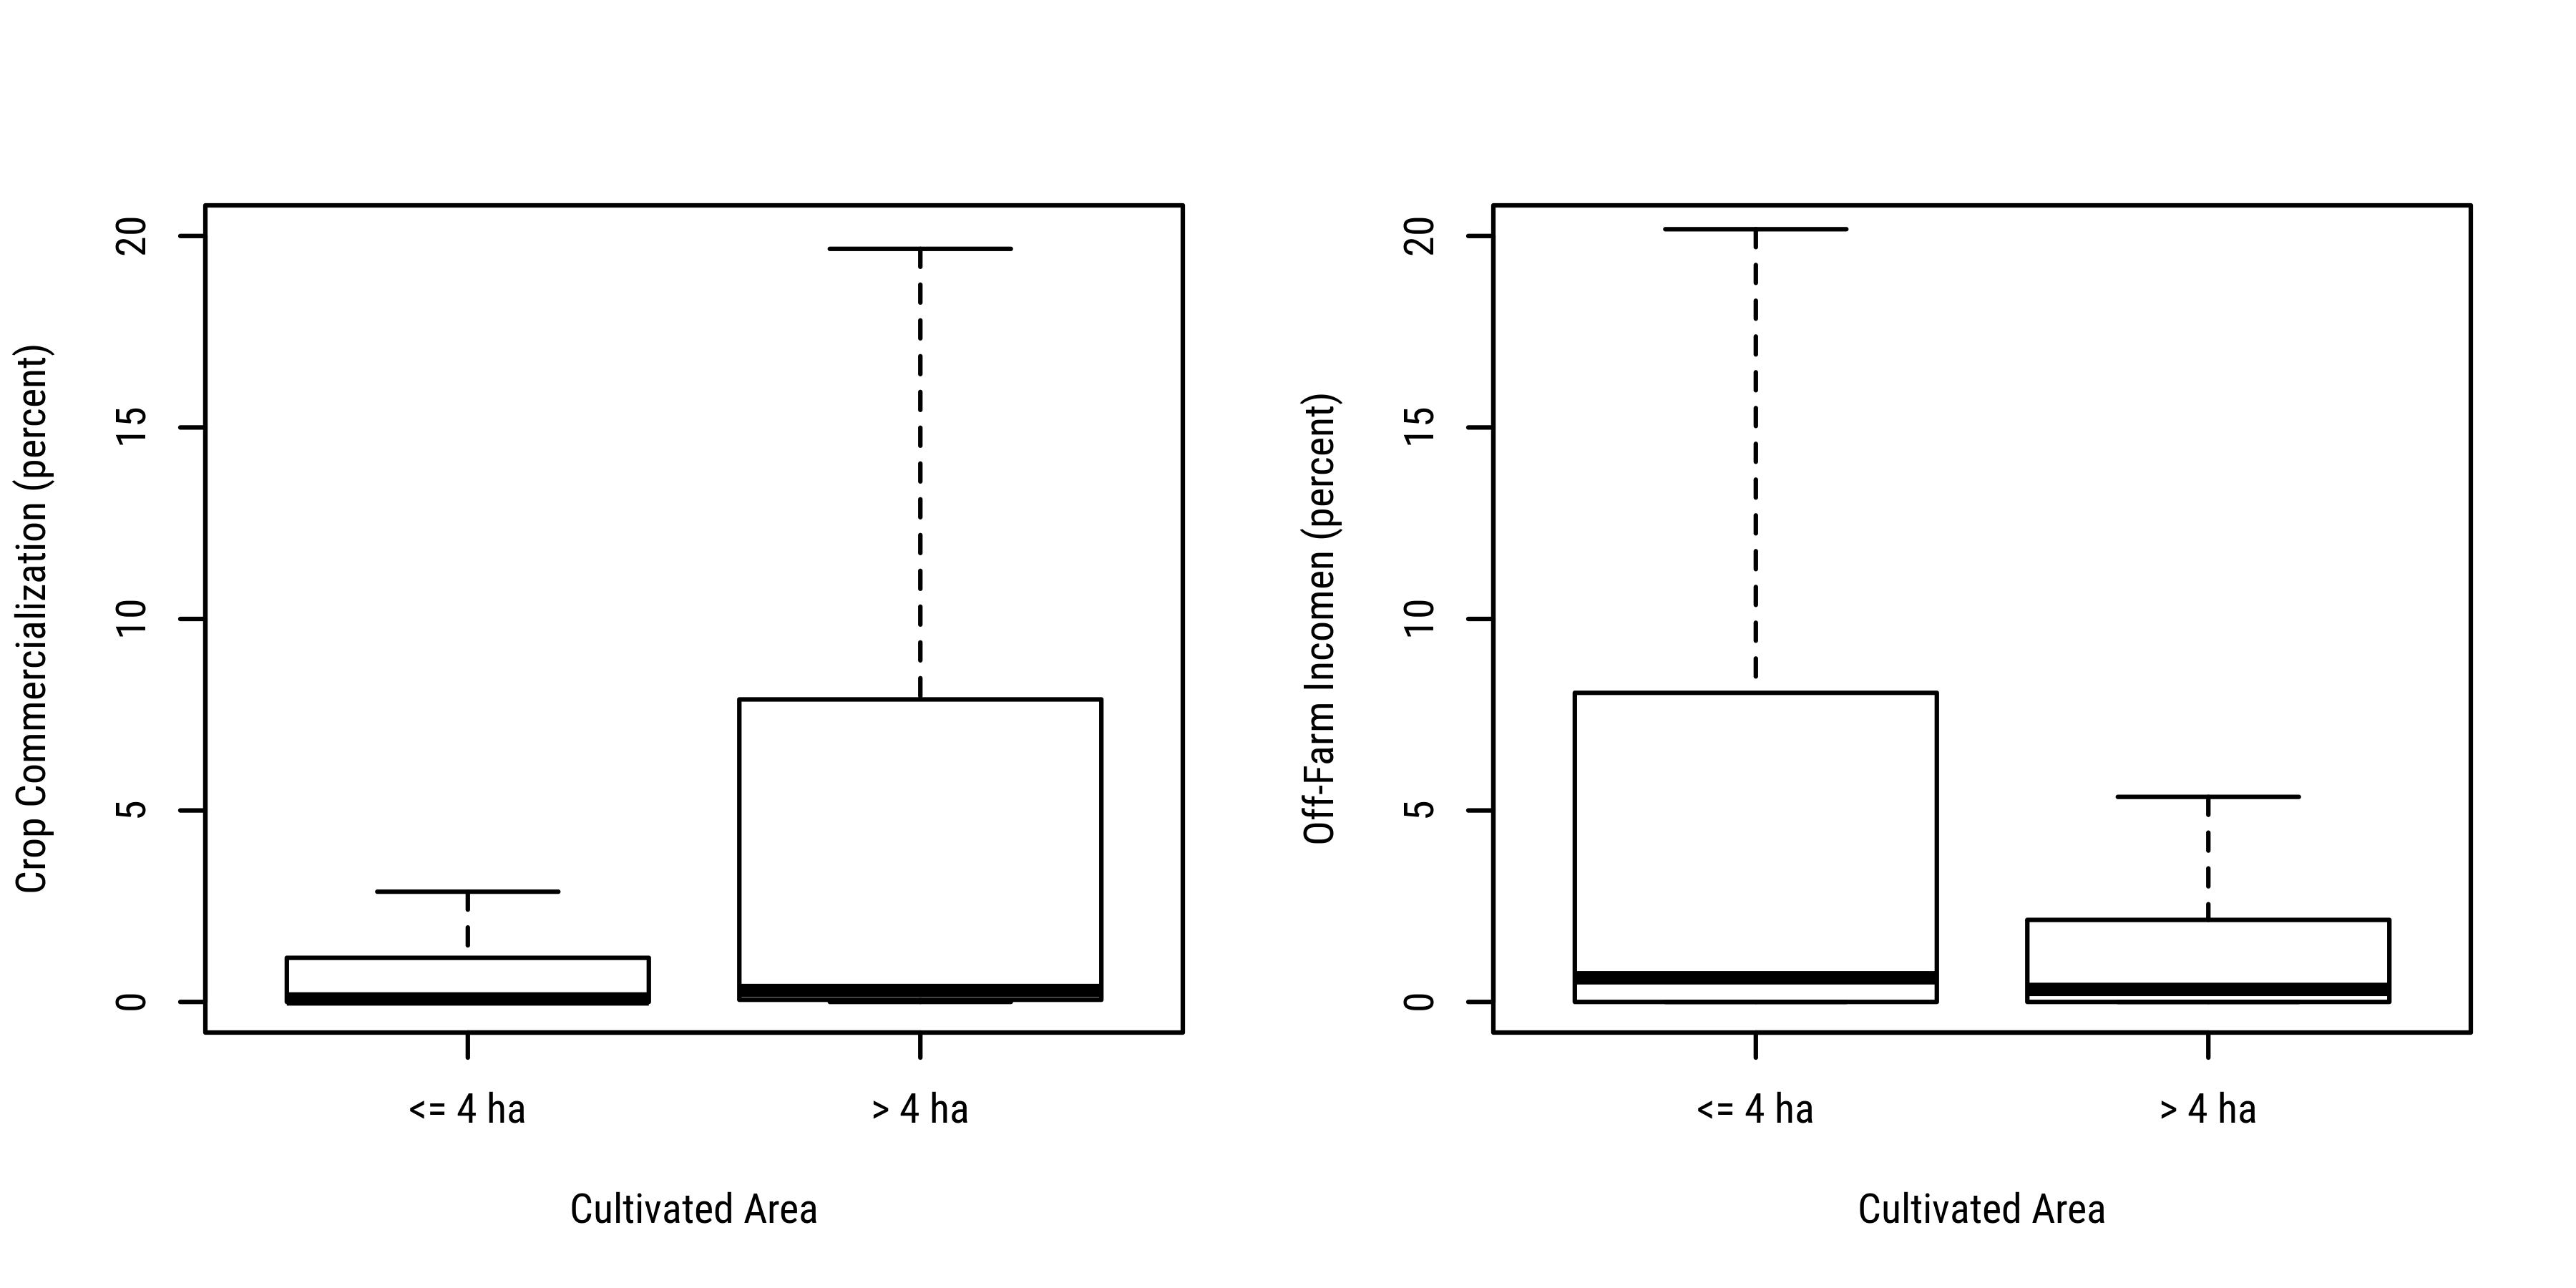 Crop Commercialization (percent)
20
15
10
5
0
<= 4 ha
> 4 ha
Cultivated Area
Off-Farm Incomen (percent)
20
15
10
5
0
<= 4 ha
> 4 ha
Cultivated Area